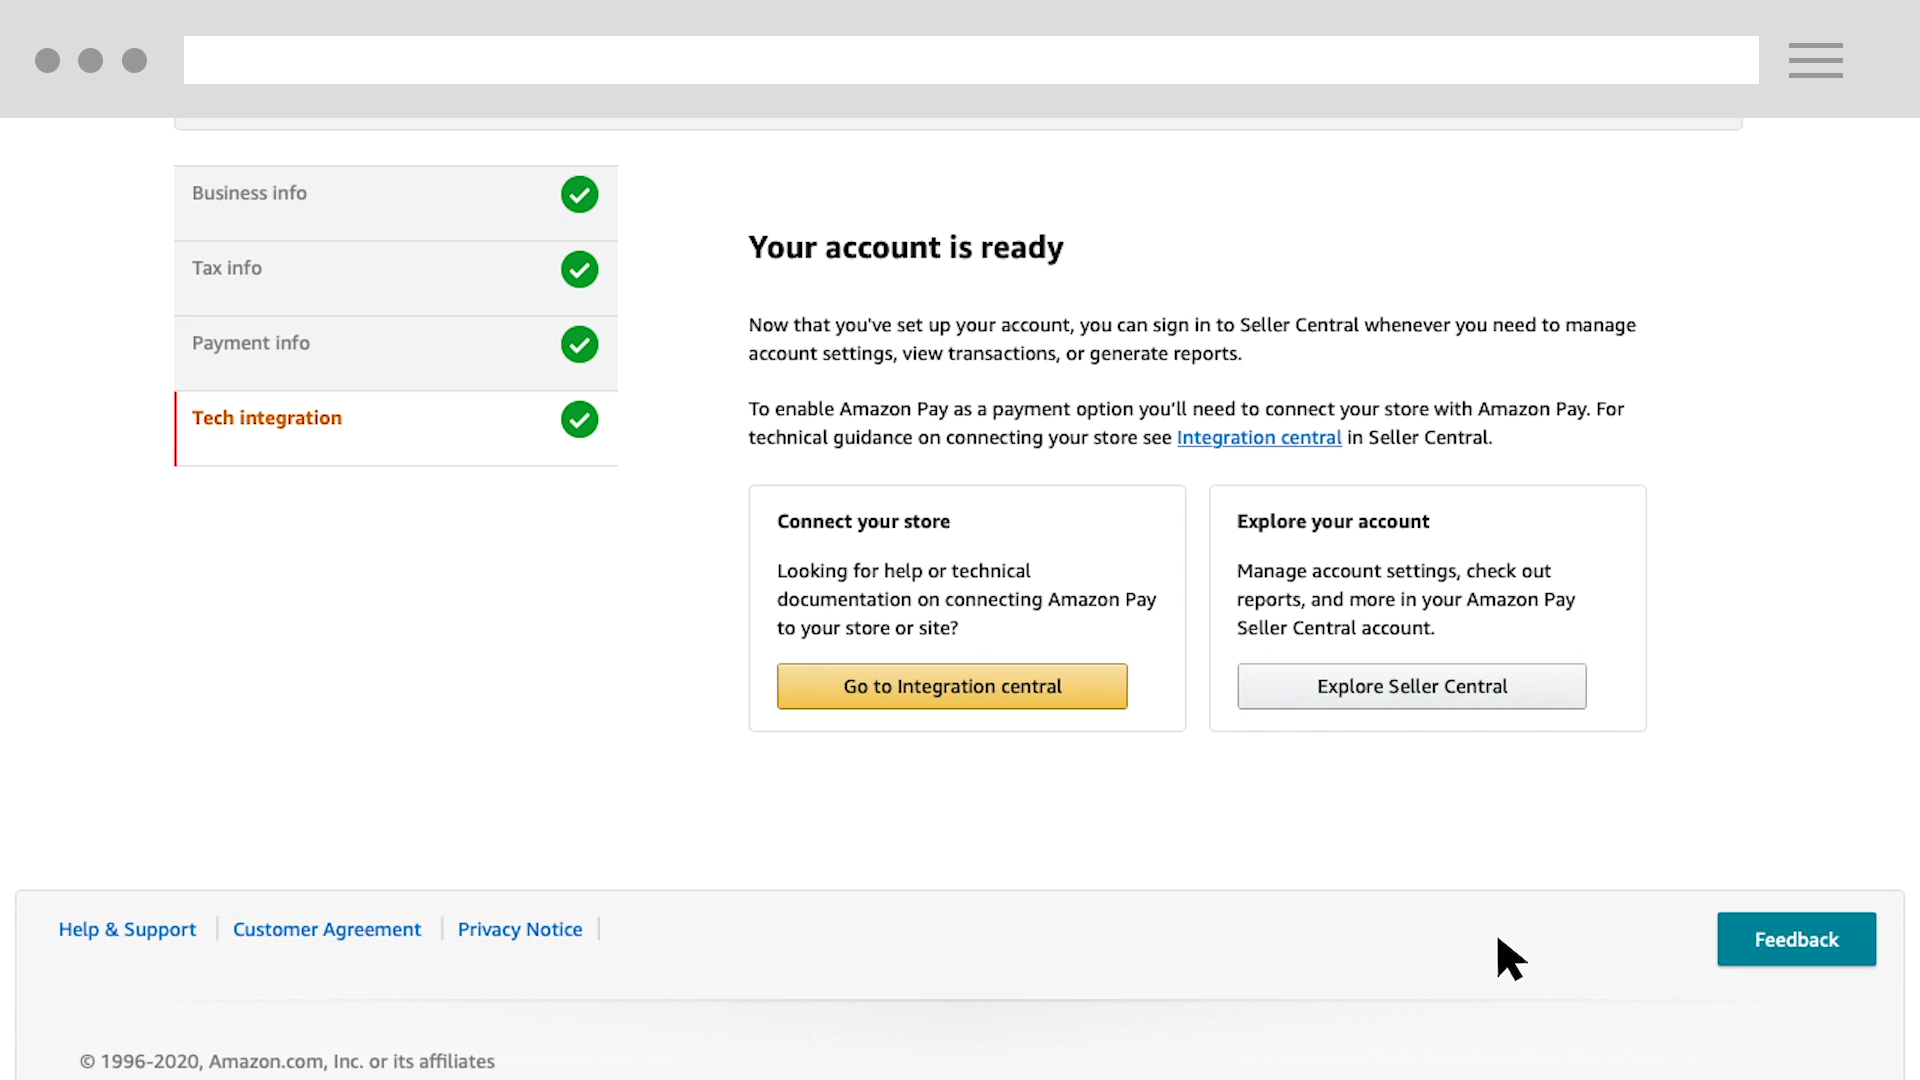 Business info
Tax info
Payment info
Tech integration
Your account is ready
Now that you've set up your account, you can sign in to Seller Central whenever you need to manage
account settings, view transactions, or generate reports.
To enable Amazon Pay as a payment option you'll need to connect your store with Amazon Pay. For
technical guidance on connecting your store see Integration central in Seller Central.
Connect your store
Looking for help or technical
documentation on connecting Amazon Pay
to your store or site?
Go to Integration central
Explore your account
Manage account settings, check out
reports, and more in your Amazon Pay
Seller Central account.
Explore Seller Central
Help & Support
Customer Agreement
Privacy Notice
Feedback
© 1996-2020, Amazon.com, Inc. or its affiliates